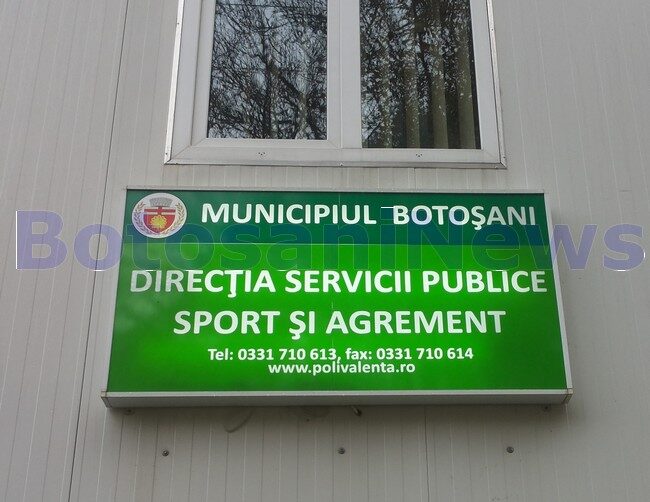 MUNICIPIUL BOTOŞANI
BotosaniNews
DIRECŢIA SERVICII PUBLICE
SPORT ŞI AGREMENT
Tel: 0331 710 613, fax: 0331 710 614
www.polivalenta.ro